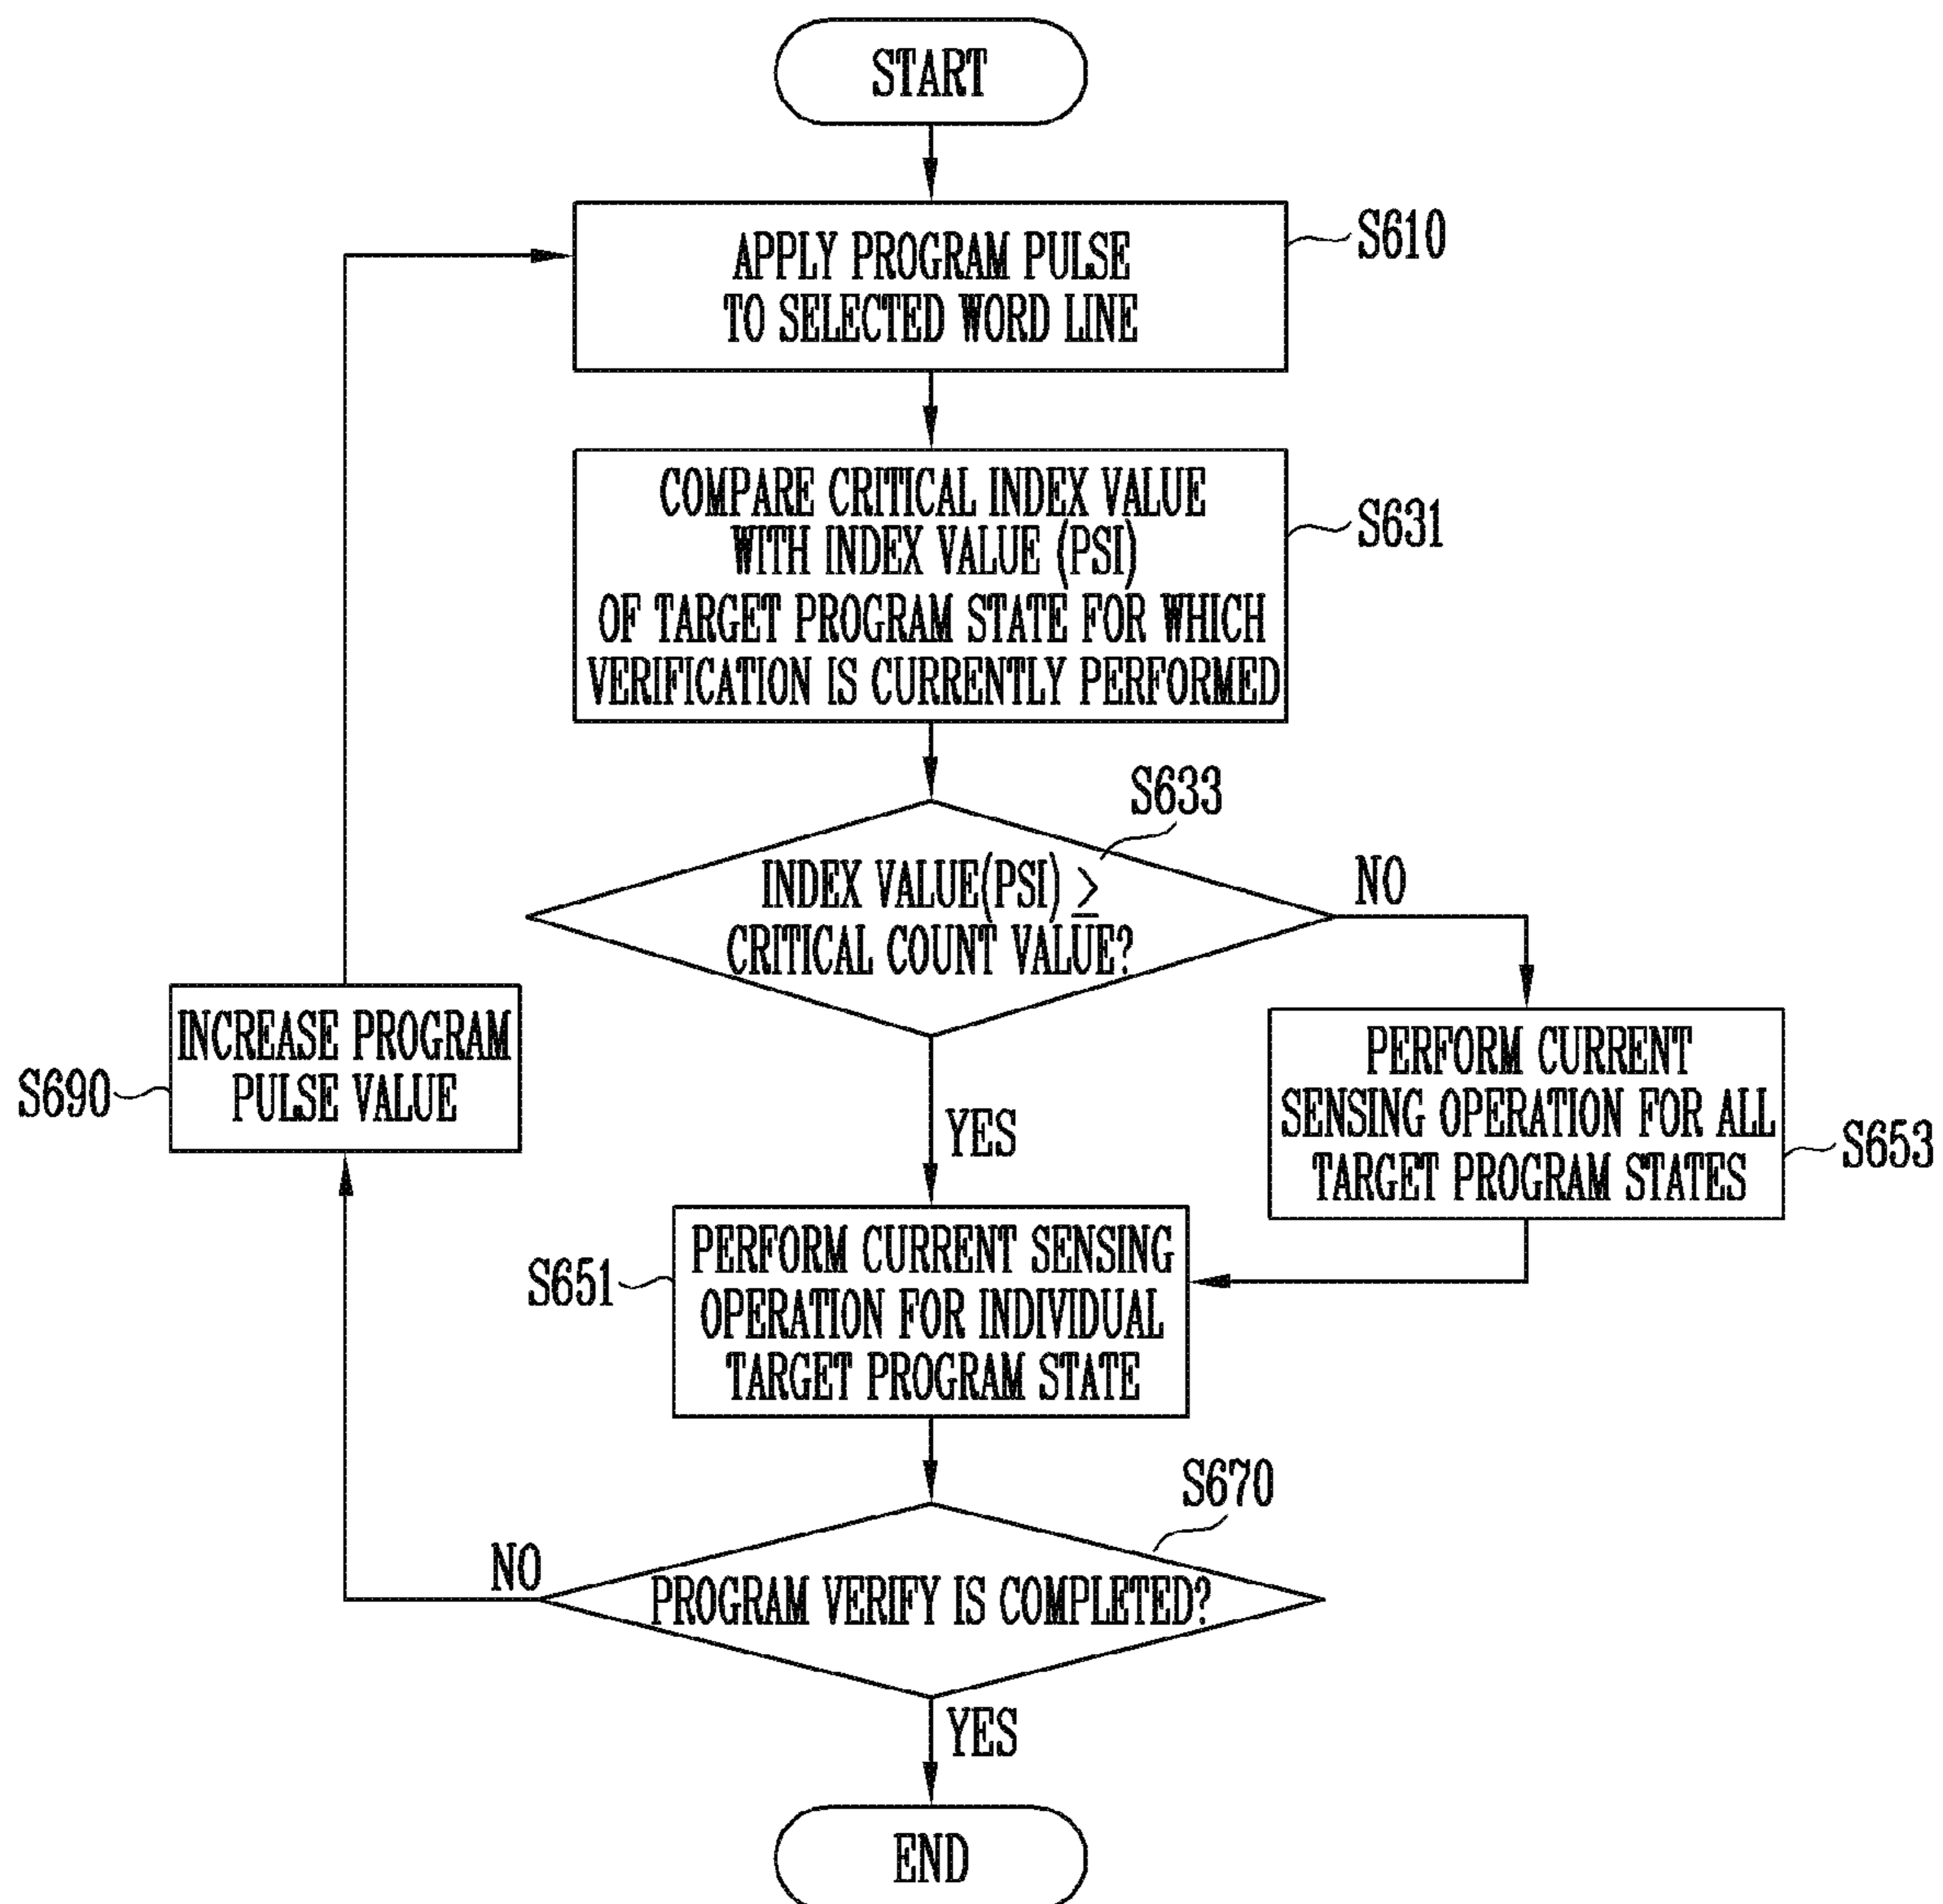 START
APPLY PROGRAM PULSE
TO SELECTED WORD LINE
S610
COMPARE CRITICAL INDEX VALUE
WITH INDEX VALUE (PSI)
OF TARGET PROGRAM STATE FOR WHICH
VERIFICATION IS CURRENTLY PERFORMED
S631
S633
INDEX VALUE(PSI) ≥
CRITICAL COUNT VALUE?
NO
YES
INCREASE PROGRAM
PULSE VALUE
S690
PERFORM CURRENT
SENSING OPERATION FOR ALL
TARGET PROGRAM STATES
S653
PERFORM CURRENT SENSING
OPERATION FOR INDIVIDUAL
TARGET PROGRAM STATE
S651
S670
PROGRAM VERIFY IS COMPLETED?
NO
YES
END